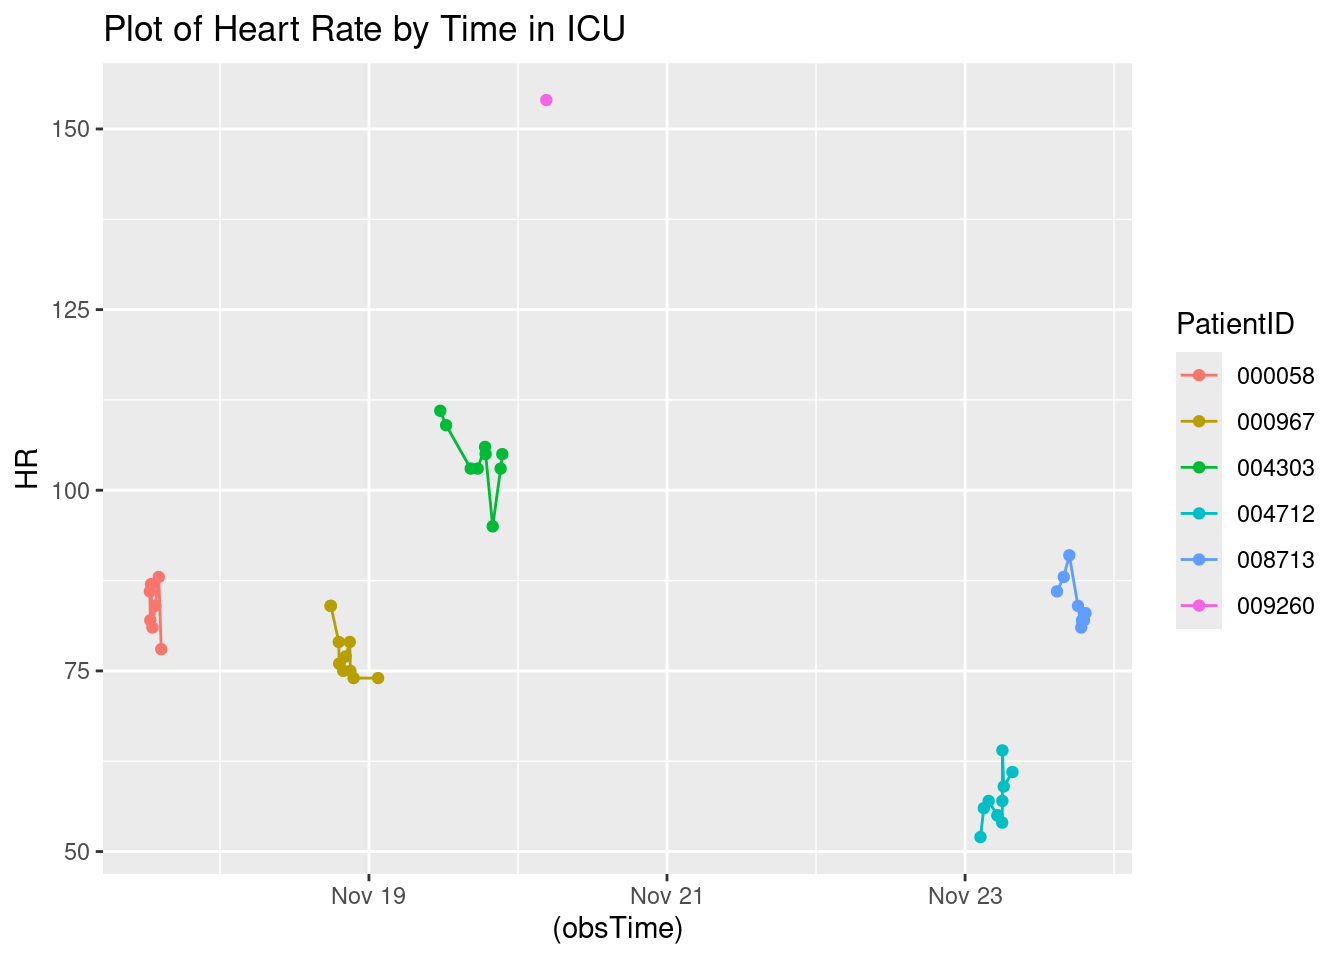 Plot of Heart Rate by Time in ICU
150
125
100
75
50
HR
Nov 19
Nov 21
Nov 23
(obsTime)
PatientID
000058
000967
004303
004712
008713
009260